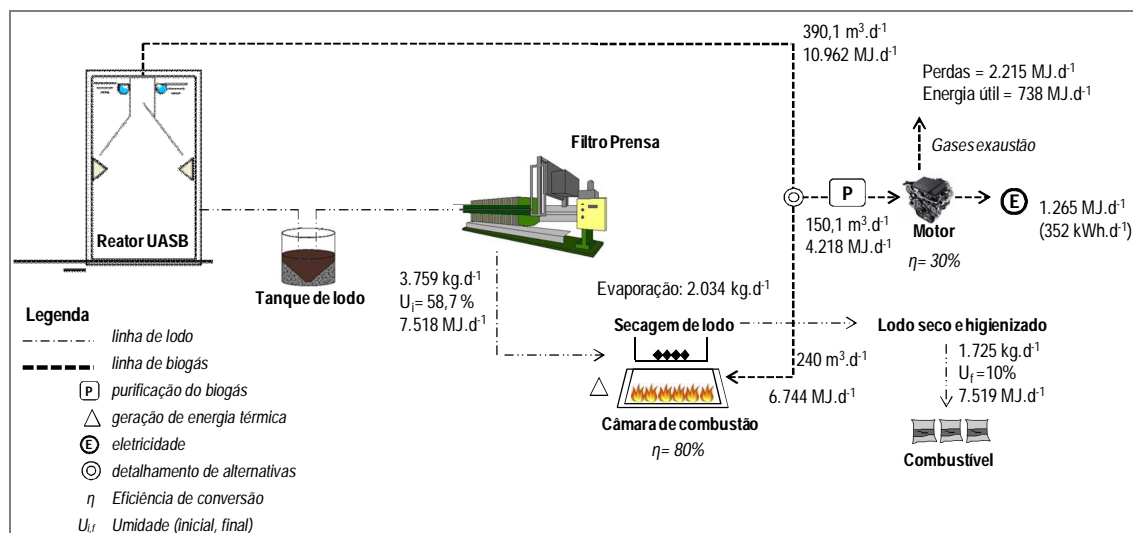 390,1 m³.d⁻¹
10.962 MJ.d⁻¹
Perdas = 2.215 MJ.d⁻¹
Energia útil = 738 MJ.d⁻¹
Gases exaustão
Filtro Prensa
Reator UASB
P
E
150,1 m³.d⁻¹
4.218 MJ.d⁻¹
Motor
η= 30%
1.265 MJ.d⁻¹
(352 kWh.d⁻¹)
Tanque de lodo
3.759 kg.d⁻¹
Uᵢ= 58,7 %
7.518 MJ.d⁻¹
Evaporação: 2.034 kg.d⁻¹
Secagem de lodo
Lodo seco e higienizado
240 m³.d⁻¹
6.744 MJ.d⁻¹
Câmara de combustão
η= 80%
1.725 kg.d⁻¹
U_f = 10%
7.519 MJ.d⁻¹
Combustível
Legenda
linha de lodo
linha de biogás
P purificação do biogás
geração de energia térmica
E eletricidade
detalhamento de alternativas
η Eficiência de conversão
U_i,f Umidade (inicial, final)